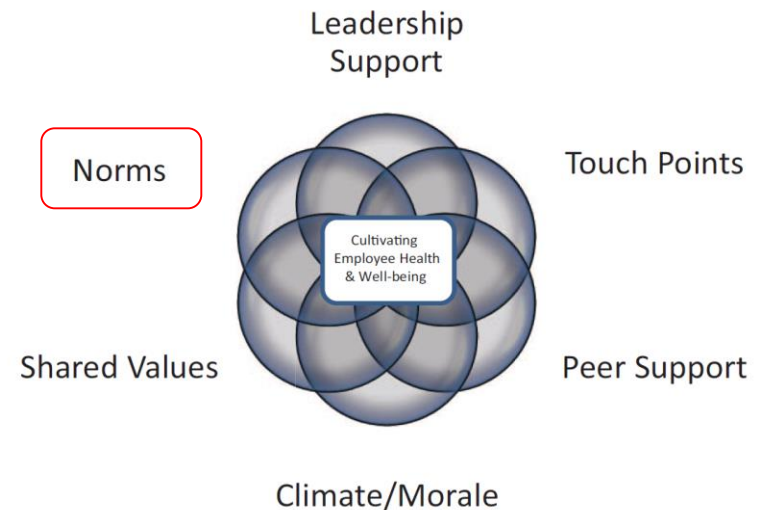 Leadership
Support
Norms
Touch Points
Cultivating
Employee Health
& Well-being
Shared Values
Peer Support
Climate/Morale